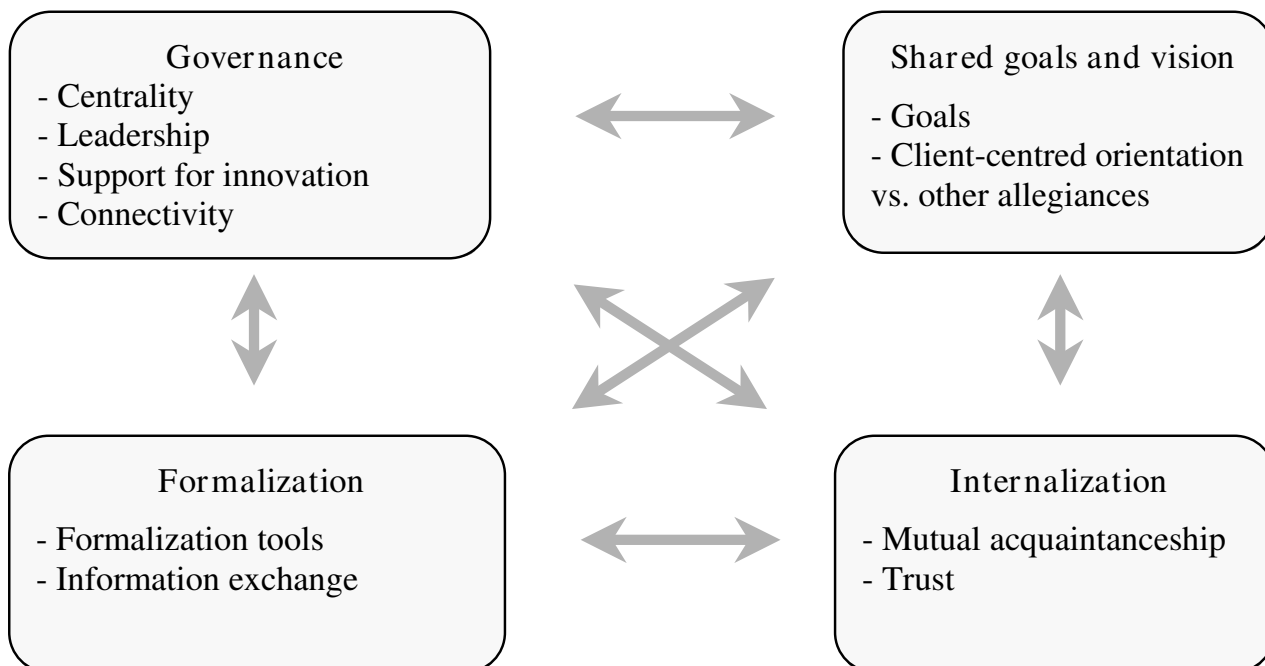 Governance
- Centrality
- Leadership
- Support for innovation
- Connectivity
Shared goals and vision
- Goals
- Client-centred orientation
vs. other allegiances
Formalization
- Formalization tools
- Information exchange
Internalization
- Mutual acquaintanceship
- Trust